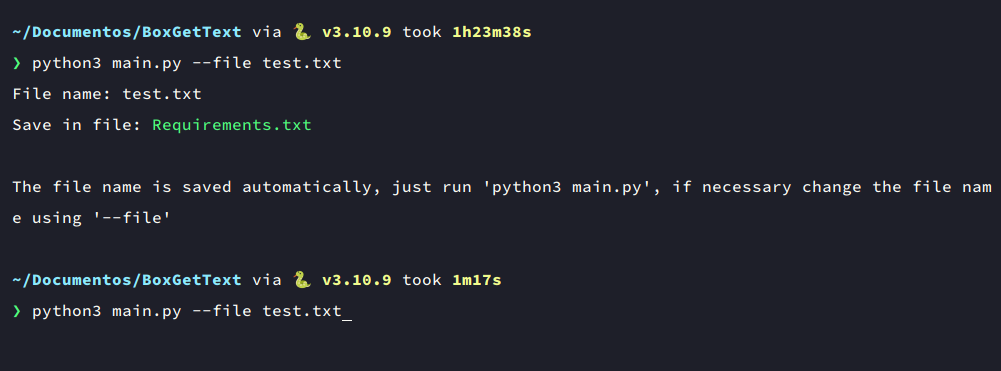 ~/Documentos/BoxGetText via 🐍 v3.10.9 took 1h23m38s
❯ python3 main.py --file test.txt
File name: test.txt
Save in file: Requirements.txt
The file name is saved automatically, just run 'python3 main.py', if necessary change the file nam
e using '--file'
~/Documentos/BoxGetText via 🐍 v3.10.9 took 1m17s
❯ python3 main.py --file test.txt_